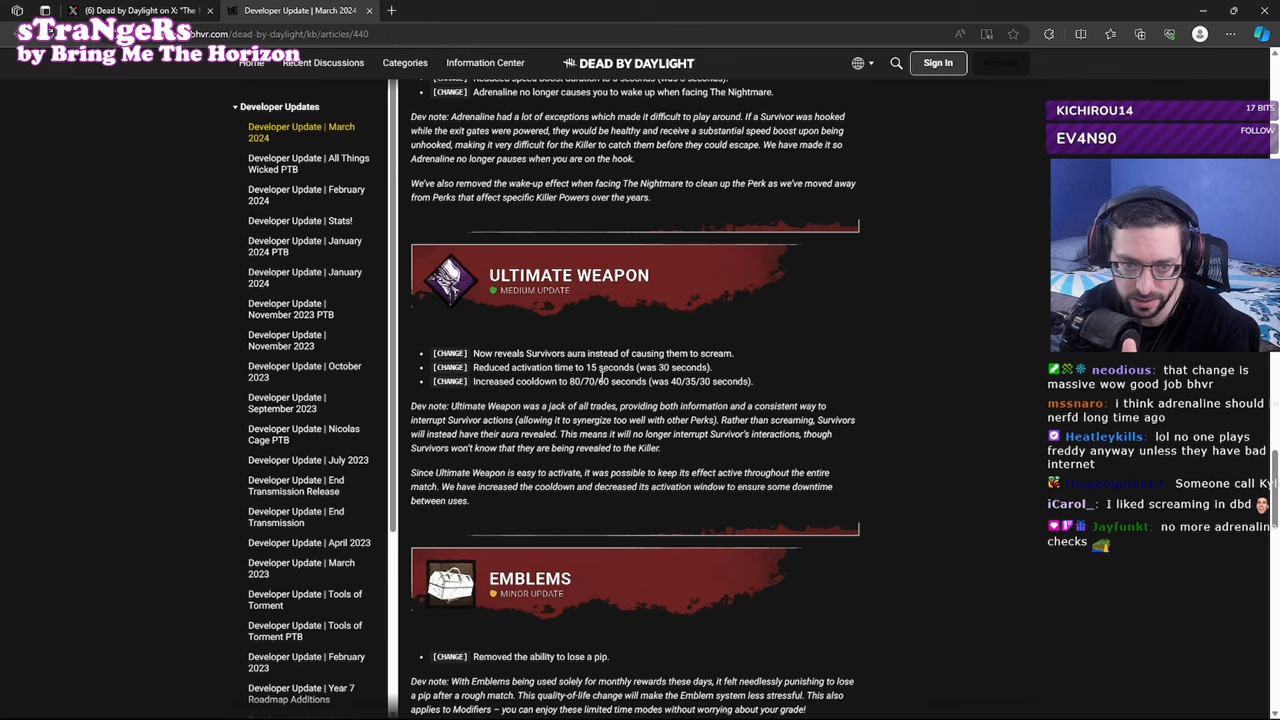 (6) Dead by Daylight on X:
Developer Update | March 2024
sTraNgeRs
by Bring Me The Horizon
bhvr.com/dead-by-daylight/kb/articles/440
Home
Recent Discussions
Categories
Information Center
DEAD BY DAYLIGHT
Sign In
Register
Developer Updates
Developer Update | March
2024
Developer Update | All Things
Wicked PTB
Developer Update | February
2024
Developer Update | Stats!
Developer Update | January
2024 PTB
Developer Update | January
2024
Developer Update |
November 2023 PTB
Developer Update |
November 2023
Developer Update | October
2023
Developer Update |
September 2023
Developer Update | Nicolas
Cage PTB
Developer Update | July 2023
Developer Update | End
Transmission Release
Developer Update | End
Transmission
Developer Update | April 2023
Developer Update | March
2023
Developer Update | Tools of
Torment
Developer Update | Tools of
Torment PTB
Developer Update | February
2023
Developer Update | Year 7
Roadmap Additions
[CHANGE] Adrenaline no longer causes you to wake up when facing The Nightmare.
Dev note: Adrenaline had a lot of exceptions which made it difficult to play around. If a Survivor was hooked
while the exit gates were powered, they would be healthy and receive a substantial speed boost upon being
unhooked, making it very difficult for the Killer to catch them before they could escape. We have made it so
Adrenaline no longer pauses when you are on the hook.
We've also removed the wake-up effect when facing The Nightmare to clean up the Perk as we've moved away
from Perks that affect specific Killer Powers over the years.
ULTIMATE WEAPON
MEDIUM UPDATE
[CHANGE] Now reveals Survivors aura instead of causing them to scream.
[CHANGE] Reduced activation time to 15 seconds (was 30 seconds).
[CHANGE] Increased cooldown to 80/70/60 seconds (was 40/35/30 seconds).
Dev note: Ultimate Weapon was a jack of all trades, providing both information and a consistent way to
interrupt Survivor actions (allowing it to synergize too well with other Perks). Rather than screaming, Survivors
will instead have their aura revealed. This means it will no longer interrupt Survivor's interactions, though
Survivors won't know that they are being revealed to the Killer.
Since Ultimate Weapon is easy to activate, it was possible to keep its effect active throughout the entire
match. We have increased the cooldown and decreased its activation window to ensure some downtime
between uses.
EMBLEMS
MINOR UPDATE
[CHANGE] Removed the ability to lose a pip.
Dev note: With Emblems being used solely for monthly rewards these days, it felt needlessly punishing to lose
a pip after a rough match. This quality-of-life change will make the Emblem system less stressful. This also
applies to Modifiers – you can enjoy these limited time modes without worrying about your grade!
KICHIROU14
17 BITS
EV4N90
FOLLOW
neodious: that change is
massive wow good job bhvr
mssnaro: i think adrenaline should be
nerfd long time ago
Heatleykills: lol no one plays
freddy anyway unless they have bad
internet
Someone call
iCarol_: I liked screaming in dbd
Jayfunkt: no more adrenaline
checks